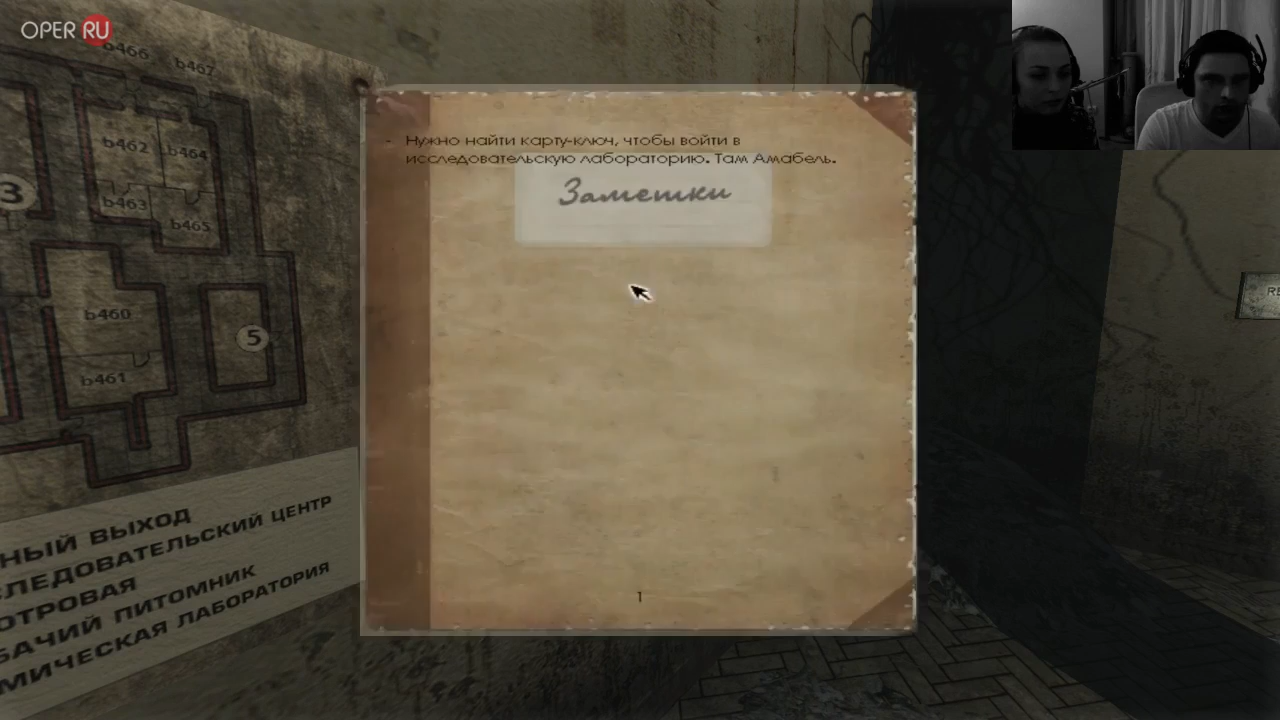 OPER RU
b466
b467
b462
b464
3
b463
b465
b460
5
b461
НЫЙ ВЫХОД
СЛЕДОВАТЕЛЬСКИЙ ЦЕНТР
ОТРОВАЯ
БАЧИЙ ПИТОМНИК
МИЧЕСКАЯ ЛАБОРАТОРИЯ
- Нужно найти карту-ключ, чтобы войти в
исследовательскую лабораторию. Там Амабель.
Заметки
1
RE